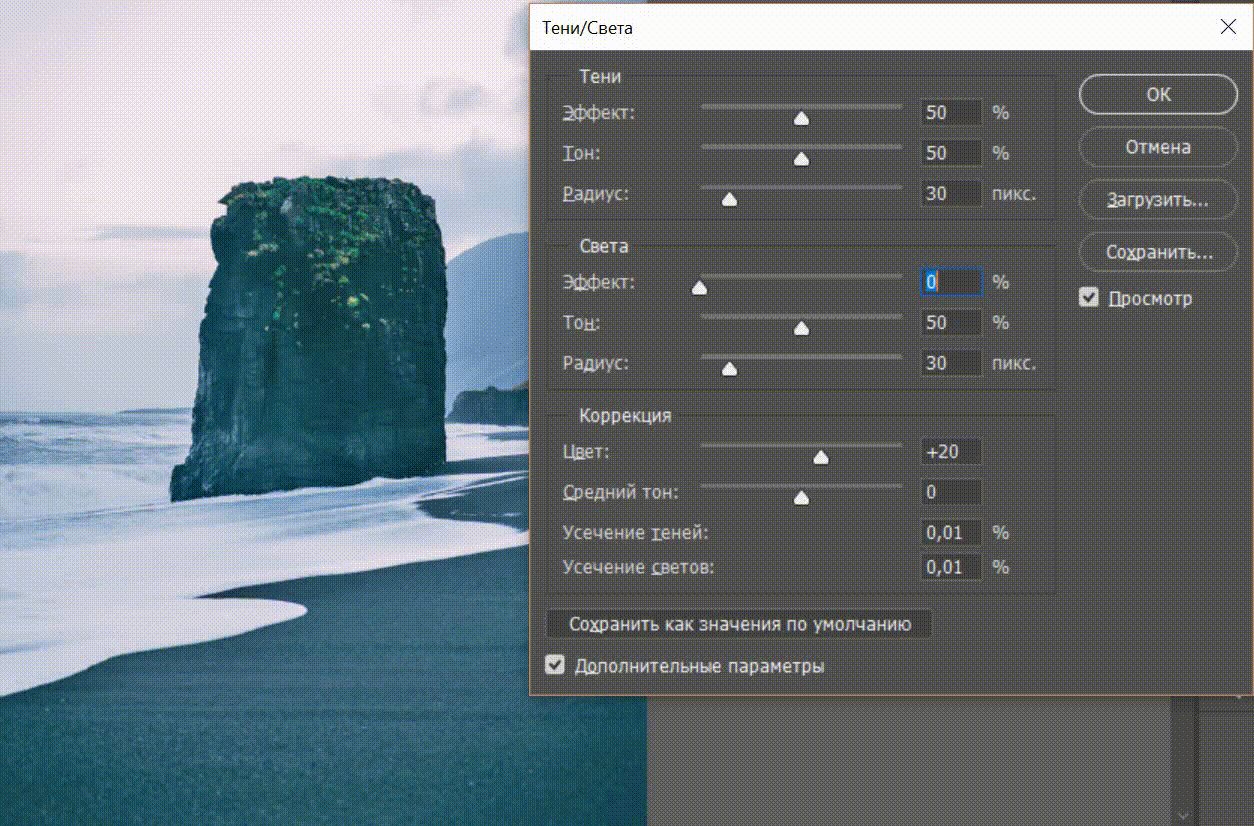 Тени/Света
Тени
Эффект: 50 %
Тон: 50 %
Радиус: 30 пикс.
Света
Эффект: 0 %
Тон: 50 %
Радиус: 30 пикс.
Коррекция
Цвет: +20
Средний тон: 0
Усечение теней: 0,01 %
Усечение светов: 0,01 %
Сохранить как значения по умолчанию
Дополнительные параметры
ОК
Отмена
Загрузить...
Сохранить...
Просмотр